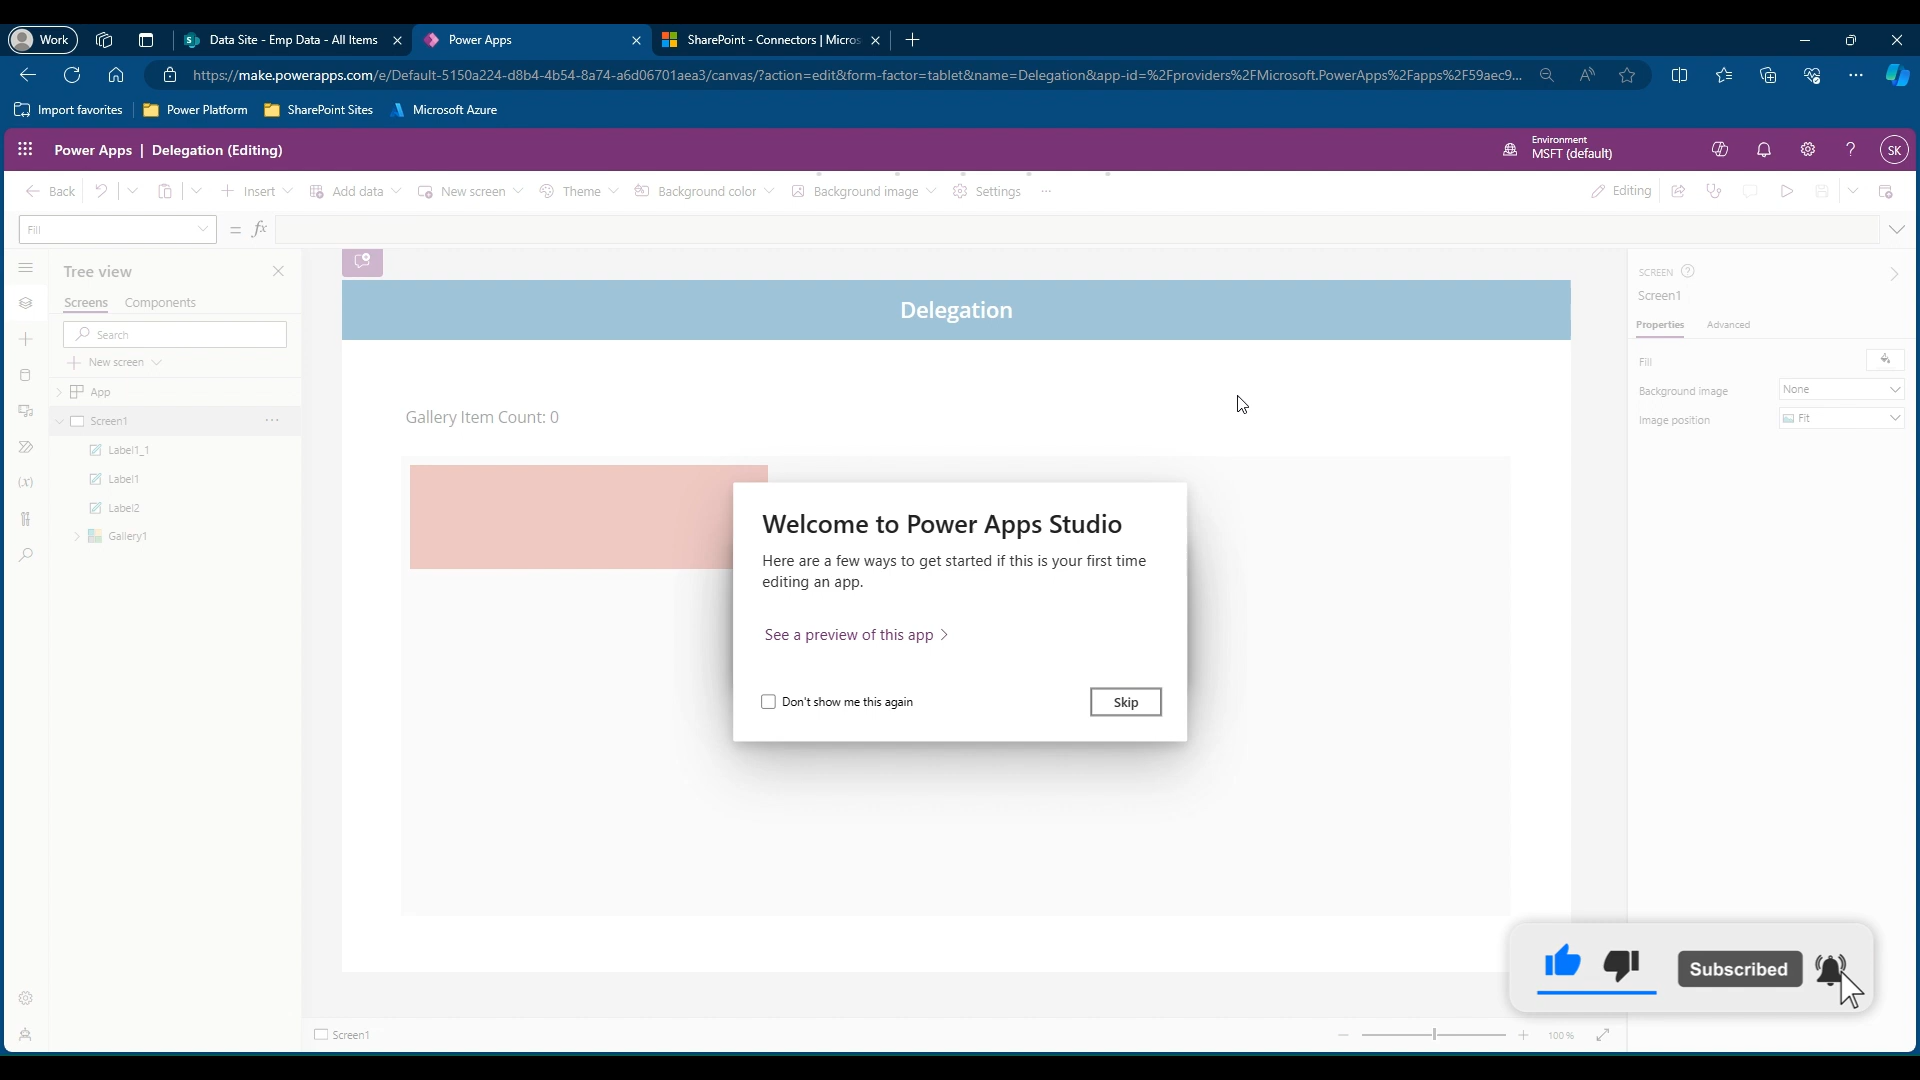 Work
Data Site - Emp Data - All Items
Power Apps
SharePoint - Connectors | Micros
https://make.powerapps.com/e/Default-5150a224-d8b4-4b54-8a74-a6d06701aea3/canvas/?action=edit&form-factor=tablet&name=Delegation&app-id=%2Fproviders%2FMicrosoft.PowerApps%2Fapps%2F59aec9...
Import favorites
Power Platform
SharePoint Sites
Microsoft Azure
Power Apps | Delegation (Editing)
Environment
MSFT (default)
SK
Back
Insert
Add data
New screen
Theme
Background color
Background image
Settings
Editing
Fill
= fx
Tree view
Screens
Components
Search
New screen
App
Screen1
Label1_1
Label1
Label2
Gallery1
Delegation
Gallery Item Count: 0
Welcome to Power Apps Studio
Here are a few ways to get started if this is your first time
editing an app.
See a preview of this app
Don't show me this again
Skip
SCREEN
Screen1
Properties
Advanced
Fill
Background image
None
Image position
Fit
Subscribed
Screen1
100 %